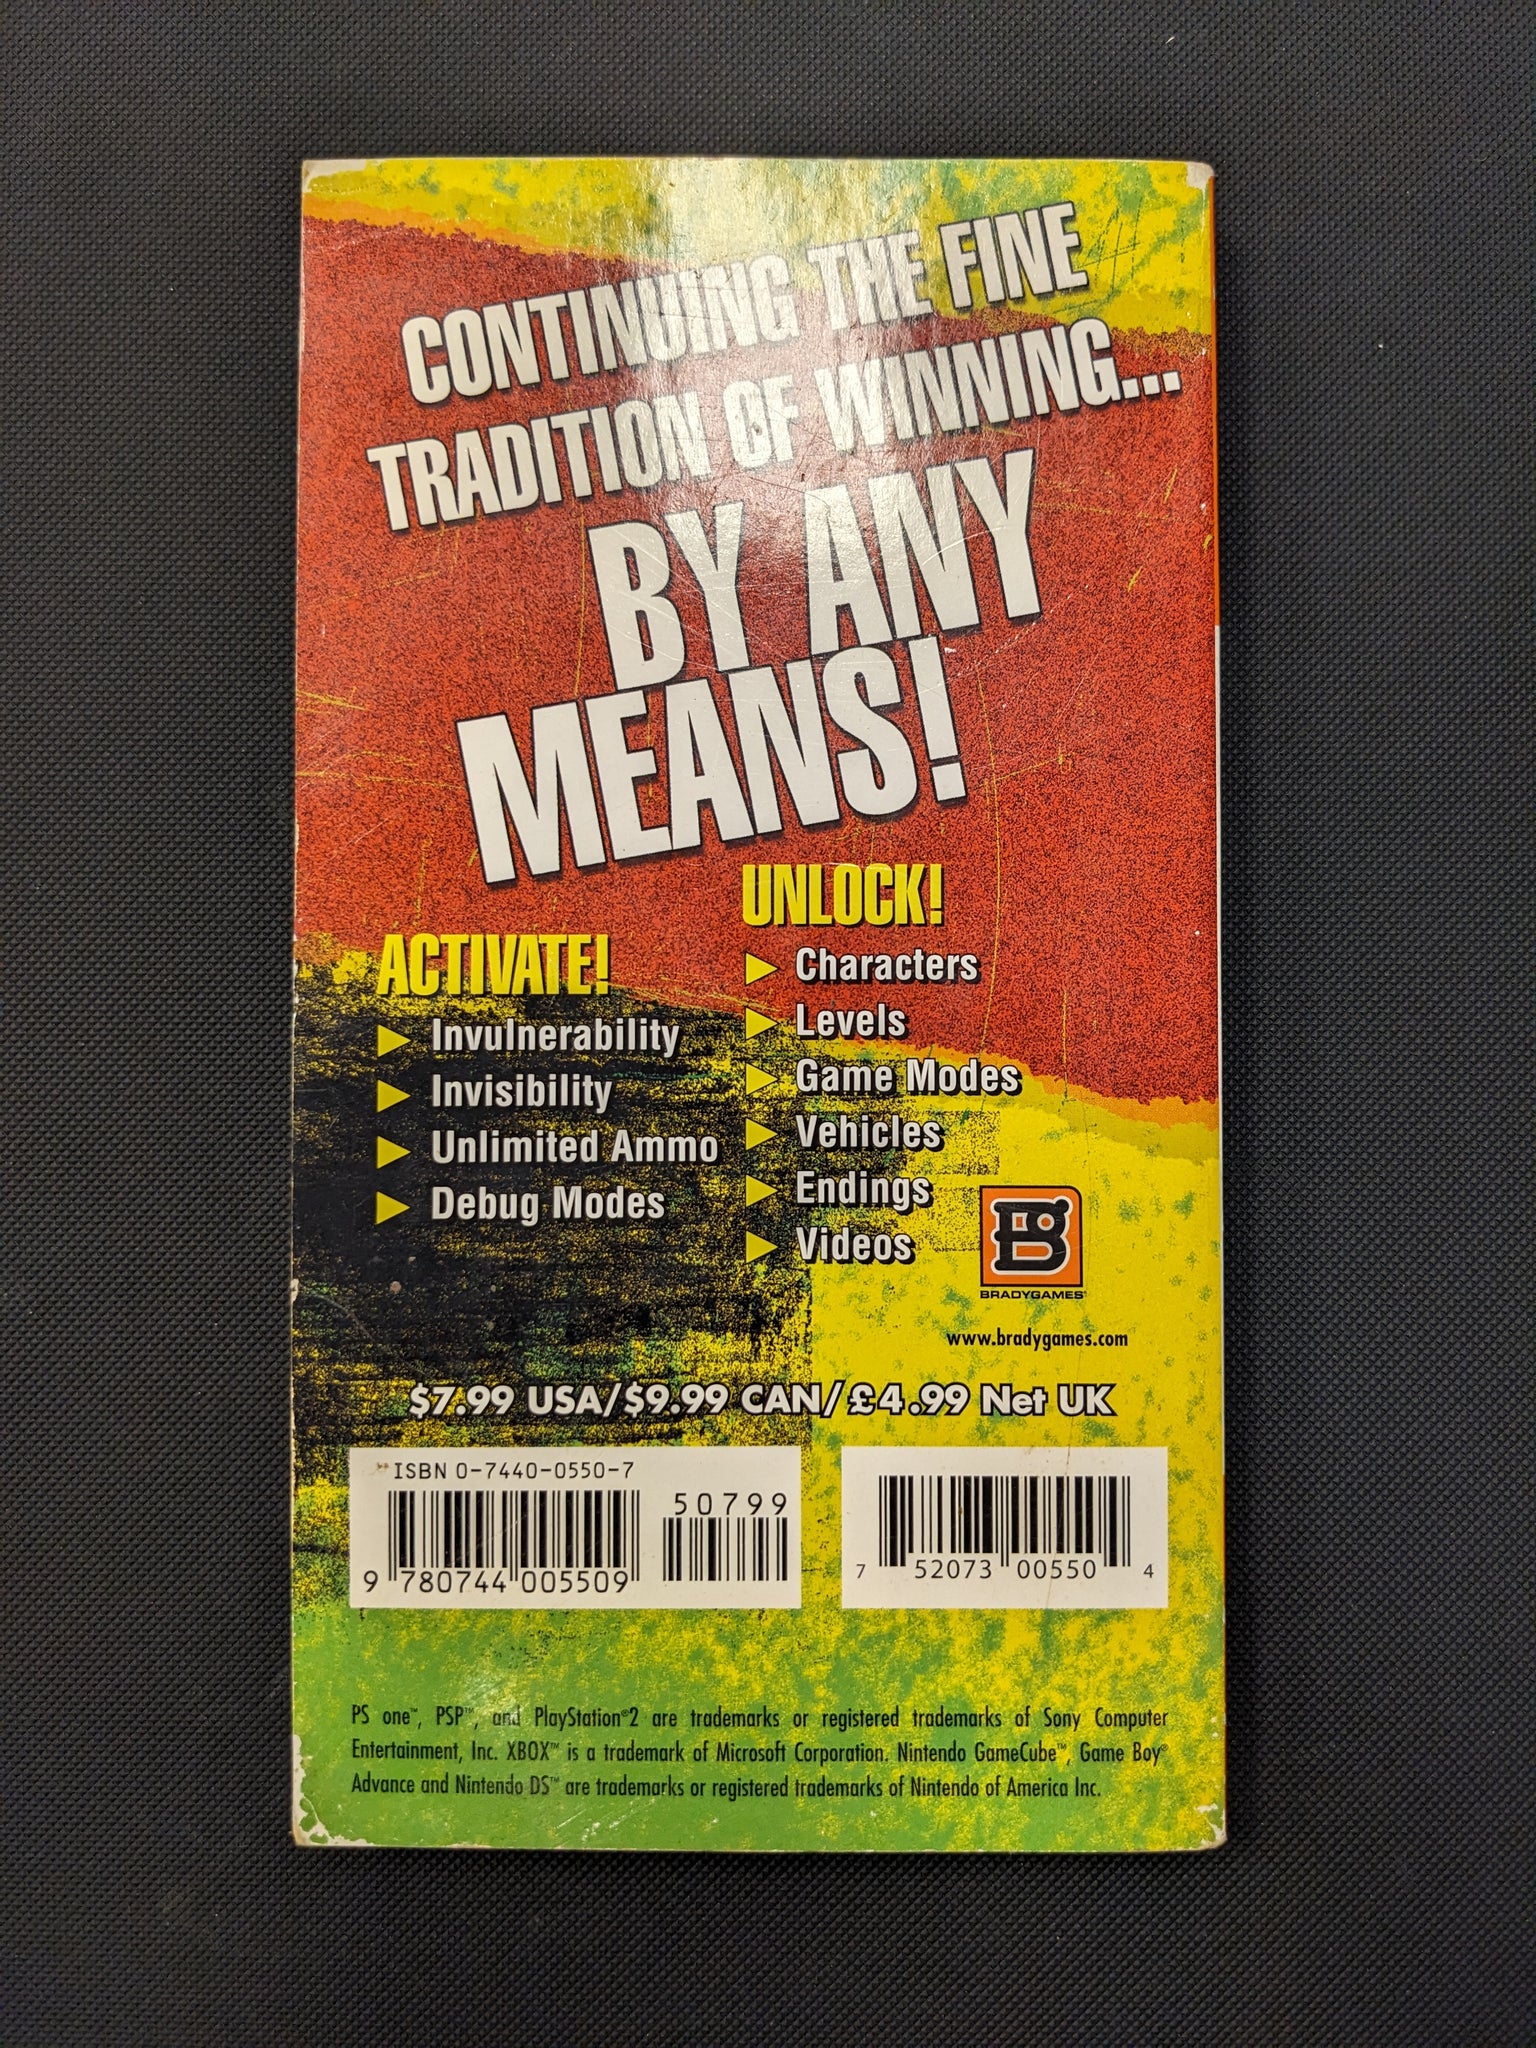 CONTINUING THE FINE
TRADITION OF WINNING...
BY ANY
MEANS!
ACTIVATE!
Invulnerability
Invisibility
Unlimited Ammo
Debug Modes
UNLOCK!
Characters
Levels
Game Modes
Vehicles
Endings
Videos
BRADYGAMES®
www.bradygames.com
$7.99 USA/$9.99 CAN/£4.99 Net UK
ISBN 0-7440-0550-7
50799
9 780744 005509
7 52073 00550 4
PS one™, PSP™, and PlayStation®2 are trademarks or registered trademarks of Sony Computer
Entertainment, Inc. XBOX™ is a trademark of Microsoft Corporation. Nintendo GameCube™, Game Boy®
Advance and Nintendo DS™ are trademarks or registered trademarks of Nintendo of America Inc.